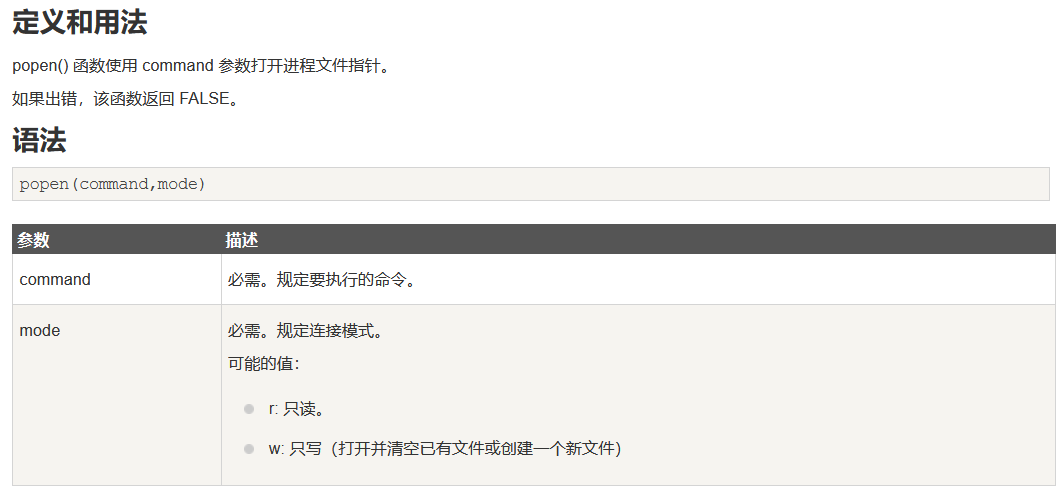 定义和用法
popen() 函数使用 command 参数打开进程文件指针。
如果出错，该函数返回 FALSE。
语法
popen(command,mode)
参数 描述
command 必需。规定要执行的命令。
mode 必需。规定连接模式。
可能的值：
r: 只读。
w: 只写（打开并清空已有文件或创建一个新文件）